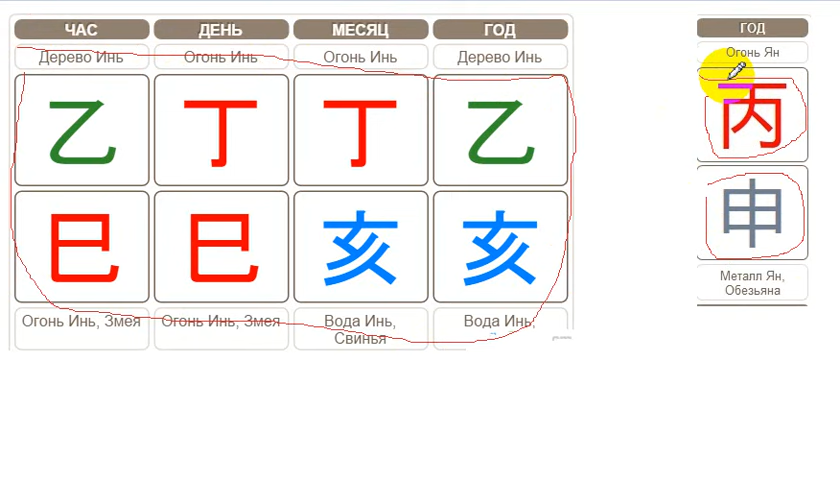 ЧАС ДЕНЬ МЕСЯЦ ГОД
Дерево Инь Огонь Инь Огонь Инь Дерево Инь
乙 丁 丁 乙
巳 巳 亥 亥
Огонь Инь, Змея Огонь Инь, Змея Вода Инь, Свинья Вода Инь,
ГОД
Огонь Ян
丙
申
Металл Ян,
Обезьяна